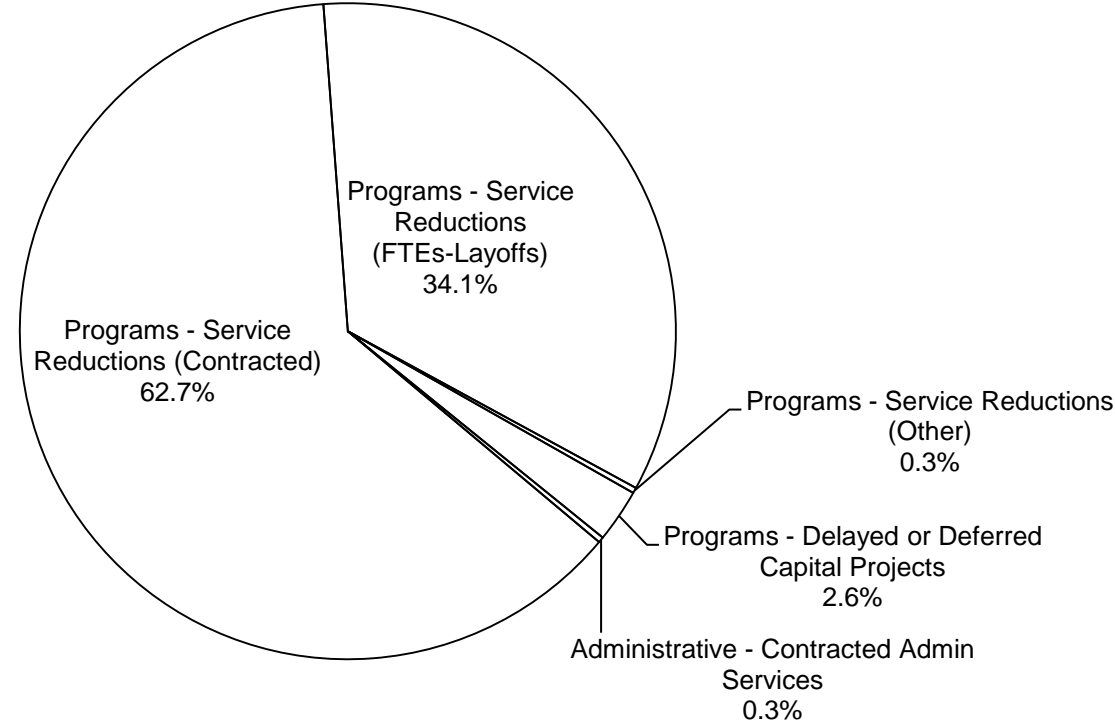 Programs - Service
Reductions
(FTEs-Layoffs)
34.1%
Programs - Service
Reductions (Contracted)
62.7%
Programs - Service Reductions
(Other)
0.3%
Programs - Delayed or Deferred
Capital Projects
2.6%
Administrative - Contracted Admin
Services
0.3%